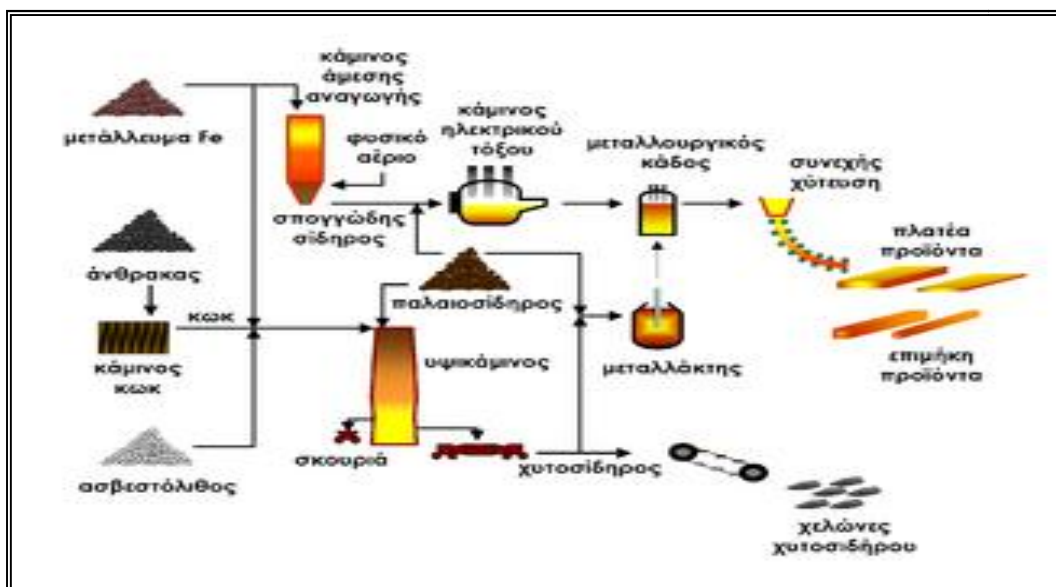 κάμινος
άμεσης
αναγωγής
μετάλλευμα Fe
φυσικό
αέριο
κάμινος
ηλεκτρικού
τόξου
μεταλλουργικός
κάδος
συνεχής
χύτευση
σπογγώδης
σίδηρος
πλατέα
προϊόντα
άνθρακας
παλαιοσίδηρος
κωκ
κάμινος
κωκ
υψικάμινος
μεταλλάκτης
επιμήκη
προϊόντα
σκουριά
χυτοσίδηρος
ασβεστόλιθος
χελώνες
χυτοσιδήρου